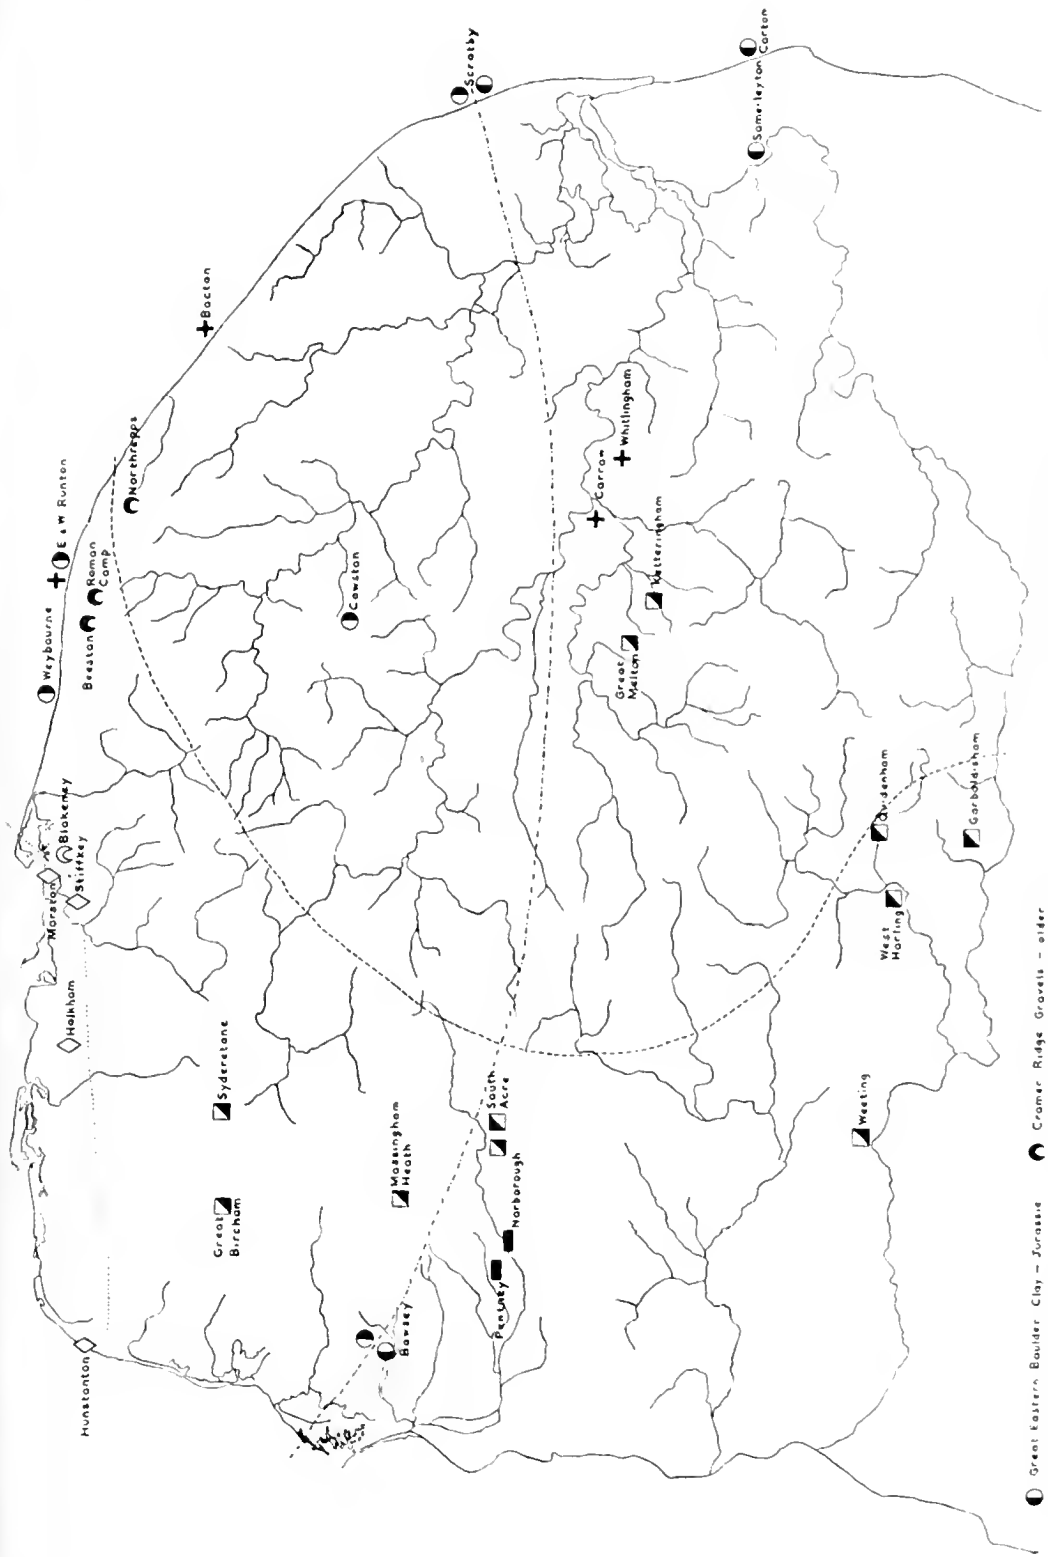 Hunstanton
Holkham
Morston
Stiffkey
Blakeney
Weybourne
Beeston
Roman
Camp
E & W Runton
Northrepps
Bacton
Scratby
Corton
Great
Bircham
Syderstone
Massingham
Heath
Cawston
Bawsey
Pentney
Narborough
South
Acre
Carrow
Whitlingham
Great
Melton
Ketteringham
Weeting
West
Harling
Quidenham
Garboldisham
Great Eastern Boulder Clay – Jurassic
Cromer Ridge Gravels – older